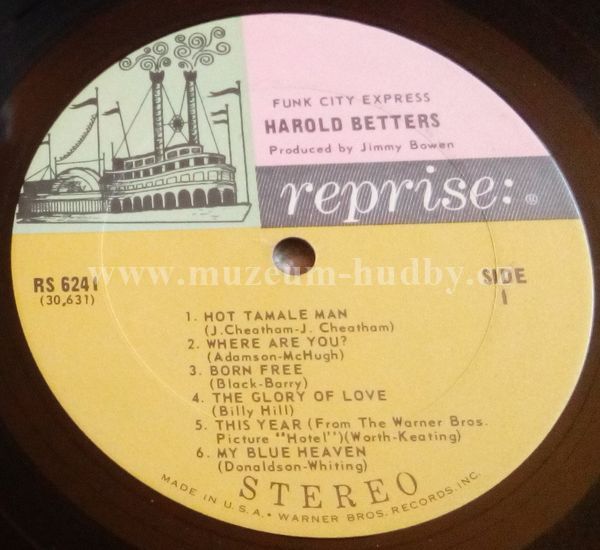 FUNK CITY EXPRESS
HAROLD BETTERS
Produced by Jimmy Bowen
reprise: ®
www.muzeum-hudby.c
RS 6241
(30,631)
SIDE
1
1. HOT TAMALE MAN
(J.Cheatham-J. Cheatham)
2. WHERE ARE YOU?
(Adamson-McHugh)
3. BORN FREE
(Black-Barry)
4. THE GLORY OF LOVE
(Billy Hill)
5. THIS YEAR (From The Warner Bros.
Picture "Hotel")(Worth-Keating)
6. MY BLUE HEAVEN
(Donaldson-Whiting)
STEREO
MADE IN U.S.A. • WARNER BROS. RECORDS, INC.